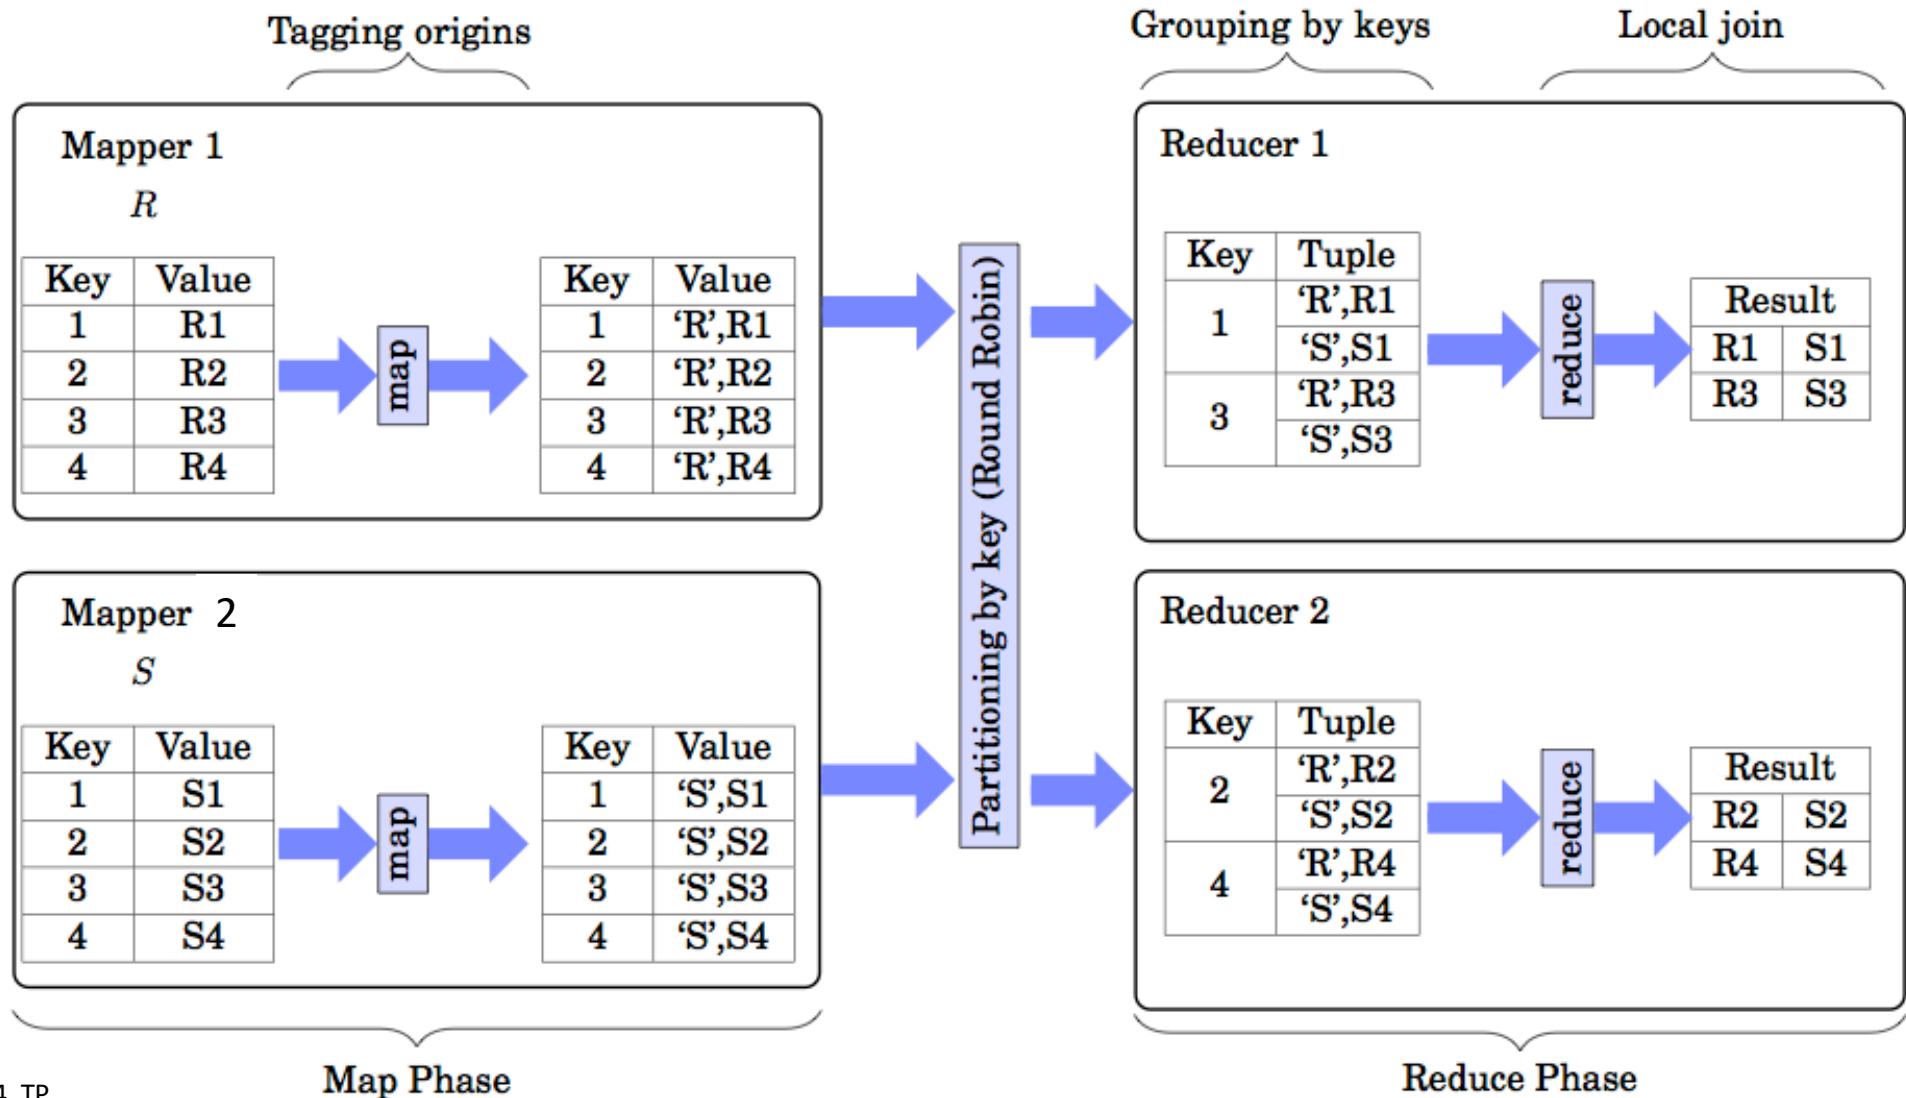 Tagging origins
Grouping by keys
Local join
Mapper 1
R
Key Value
1 R1
2 R2
3 R3
4 R4
map
Key Value
1 ‘R’,R1
2 ‘R’,R2
3 ‘R’,R3
4 ‘R’,R4
Mapper 2
S
Key Value
1 S1
2 S2
3 S3
4 S4
map
Key Value
1 ‘S’,S1
2 ‘S’,S2
3 ‘S’,S3
4 ‘S’,S4
Map Phase
Partitioning by key (Round Robin)
Reducer 1
Key Tuple
1 ‘R’,R1
‘S’,S1
3 ‘R’,R3
‘S’,S3
reduce
Result
R1 S1
R3 S3
Reducer 2
Key Tuple
2 ‘R’,R2
‘S’,S2
4 ‘R’,R4
‘S’,S4
reduce
Result
R2 S2
R4 S4
Reduce Phase
TP